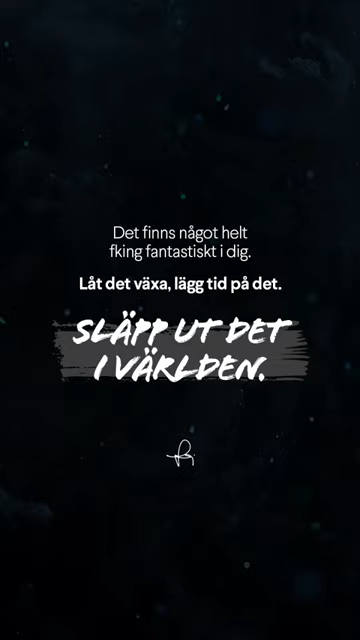 Det finns något helt
fking fantastiskt i dig.
Låt det växa, lägg tid på det.
SLÄPP UT DET
I VÄRLDEN.